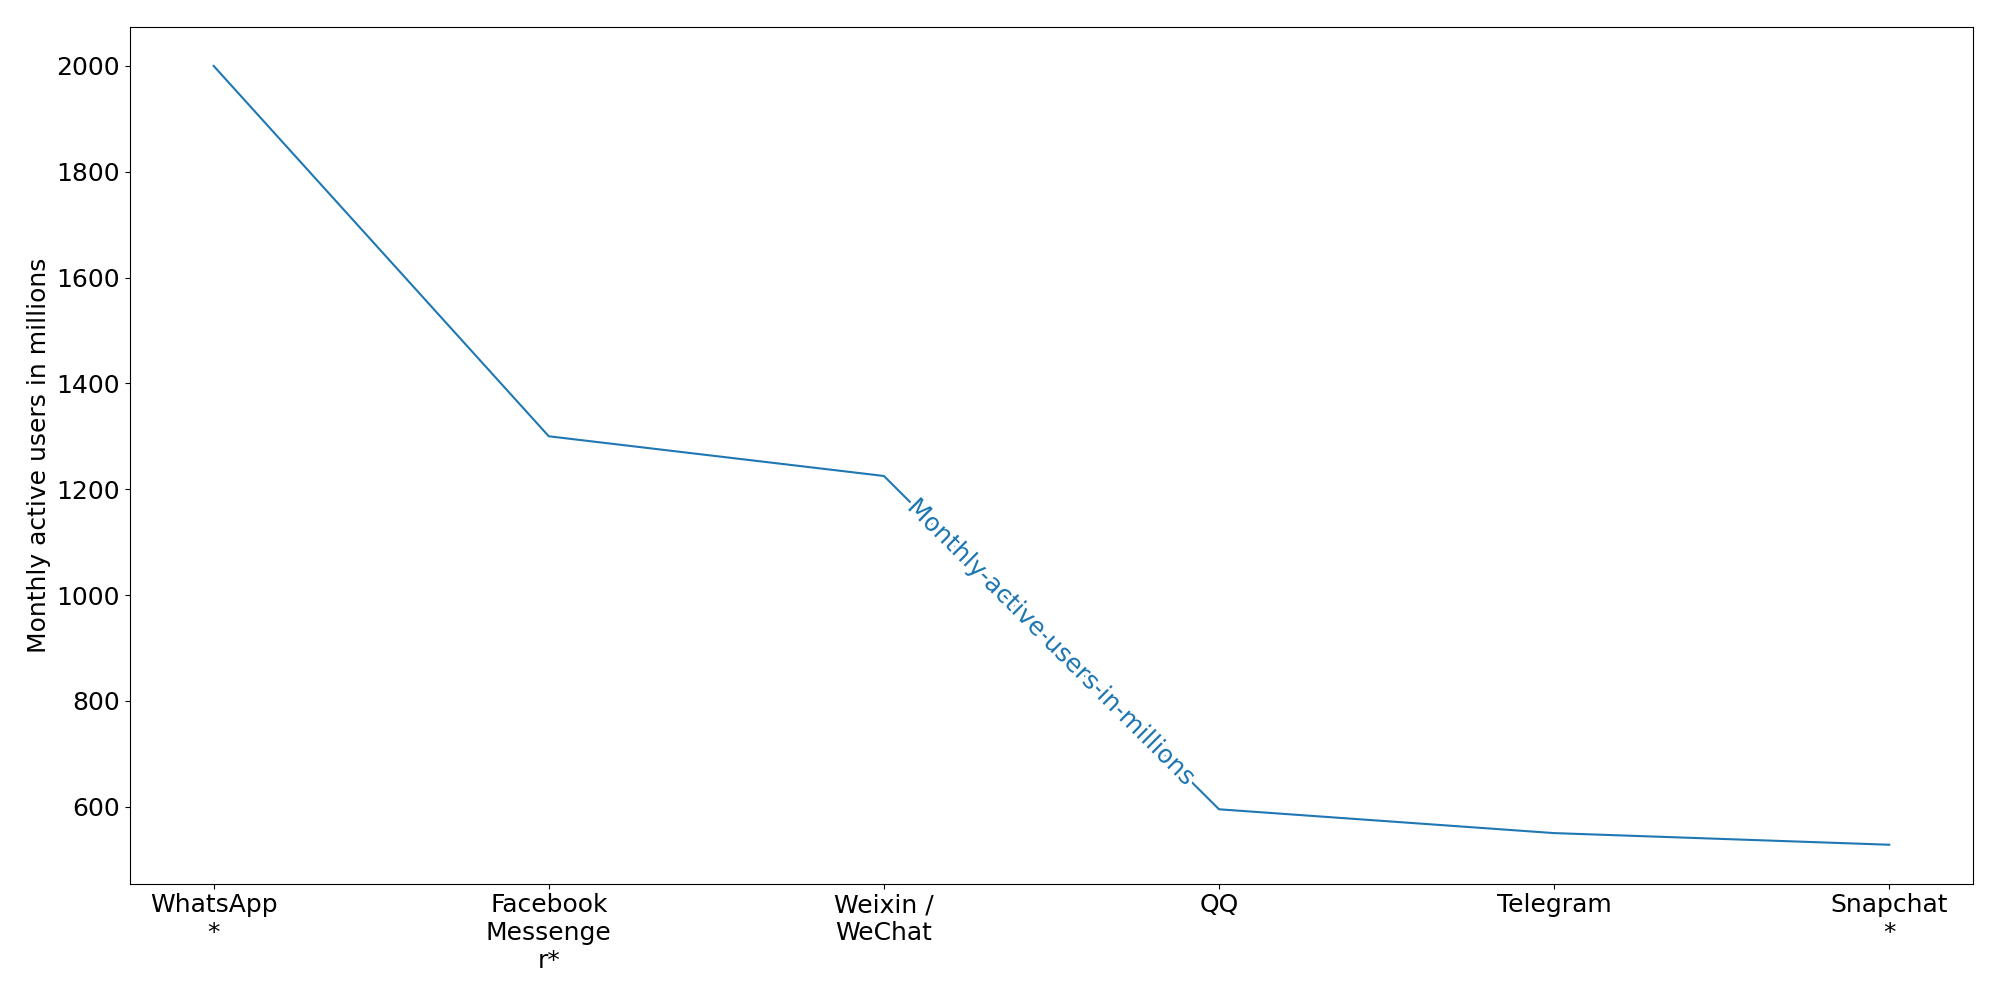 Monthly active users in millions
2000
1800
1600
1400
1200
1000
800
600
Monthly-active-users-in-millions
WhatsApp
*
Facebook
Messenge
r*
Weixin /
WeChat
QQ
Telegram
Snapchat
*